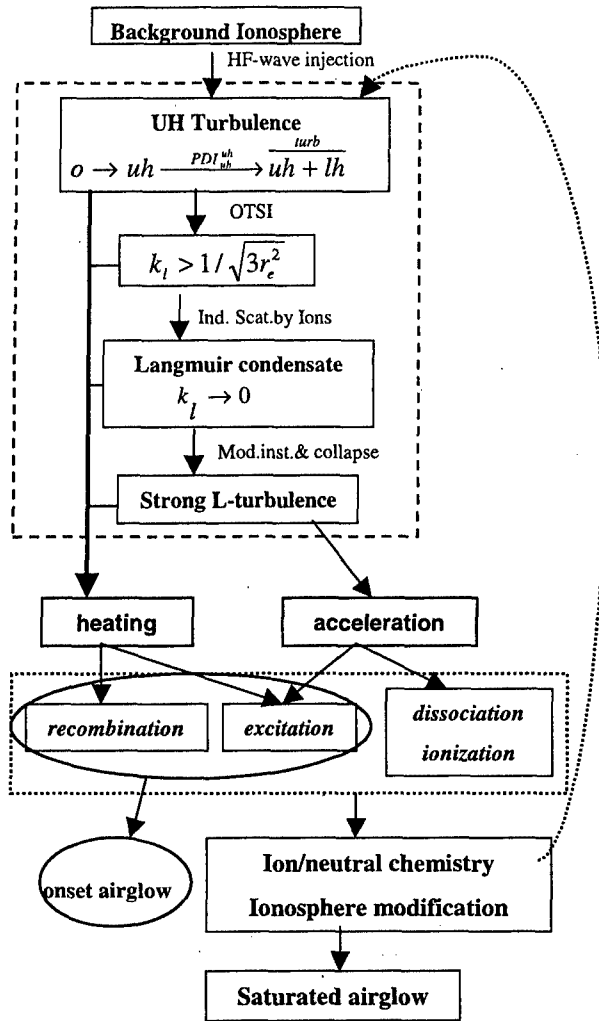 Background Ionosphere
HF-wave injection
UH Turbulence
o → uh —PDI^{uh}_{uh}→ \overline{uh + lh}^{turb}
OTSI
k_l > 1/√3r_e^2
Ind. Scat.by Ions
Langmuir condensate
k_l → 0
Mod.inst.& collapse
Strong L-turbulence
heating
acceleration
recombination
excitation
dissociation
ionization
onset airglow
Ion/neutral chemistry
Ionosphere modification
Saturated airglow